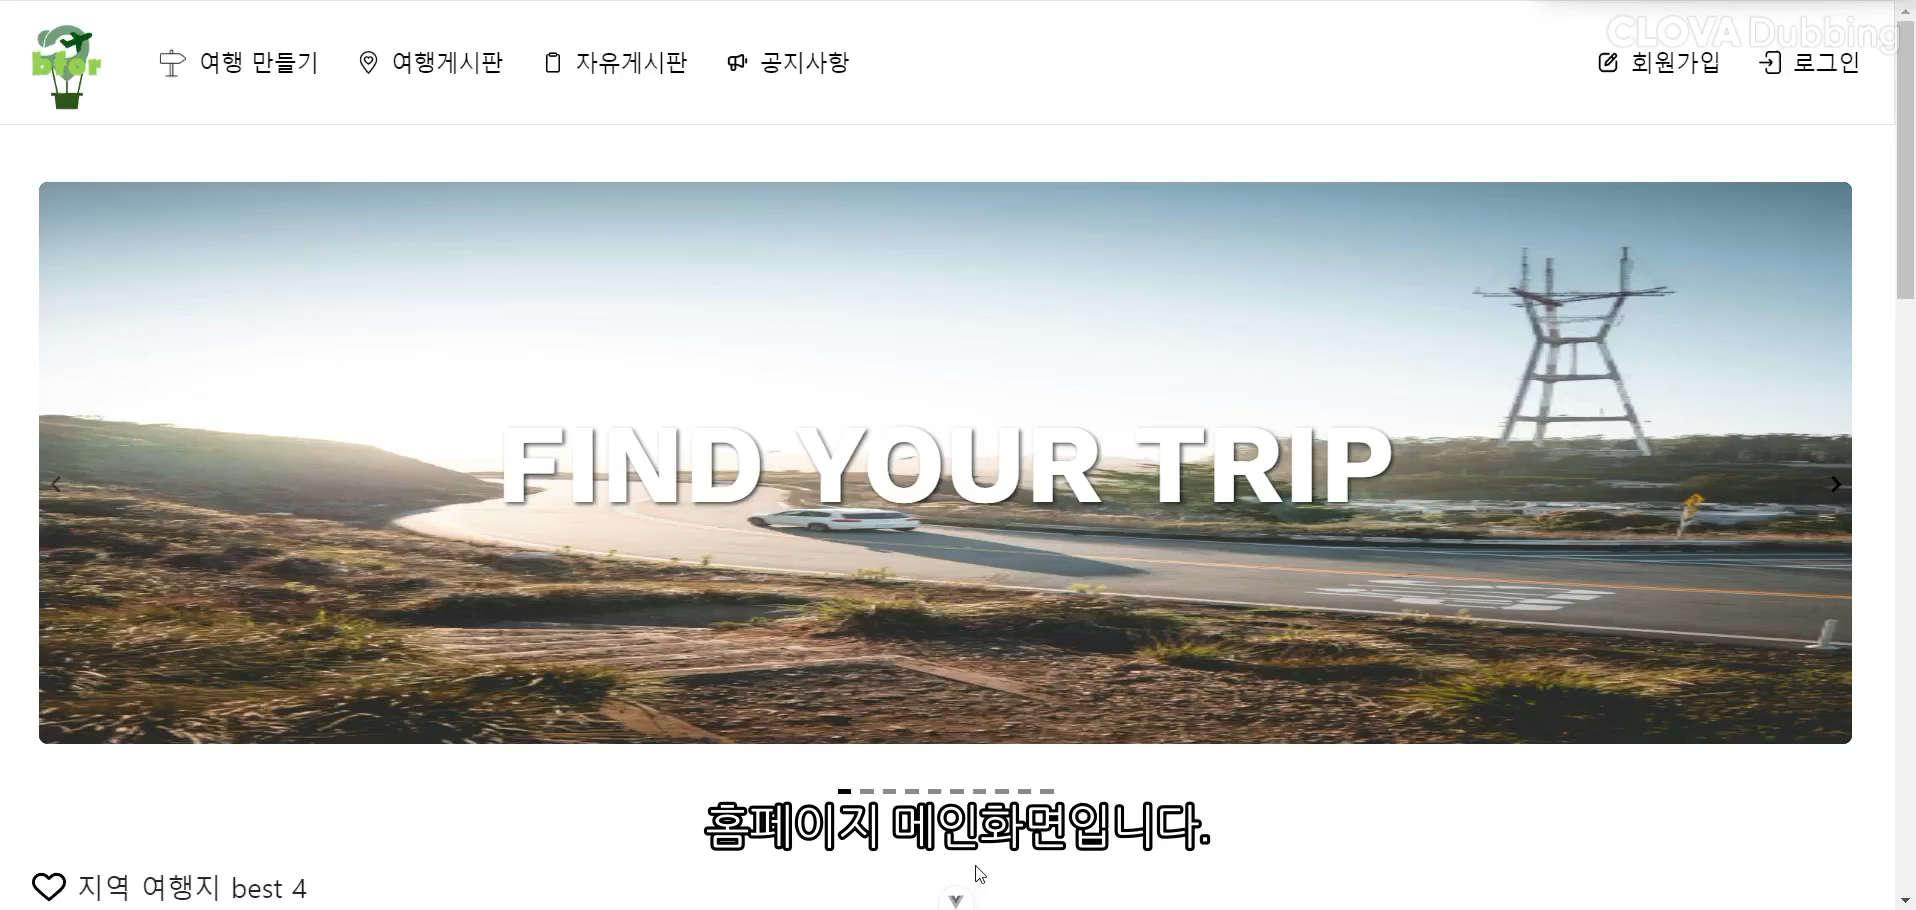 CLOVA Dubbing
btor
여행 만들기
여행게시판
자유게시판
공지사항
회원가입
로그인
FIND YOUR TRIP
홈페이지 메인화면입니다.
지역 여행지 best 4